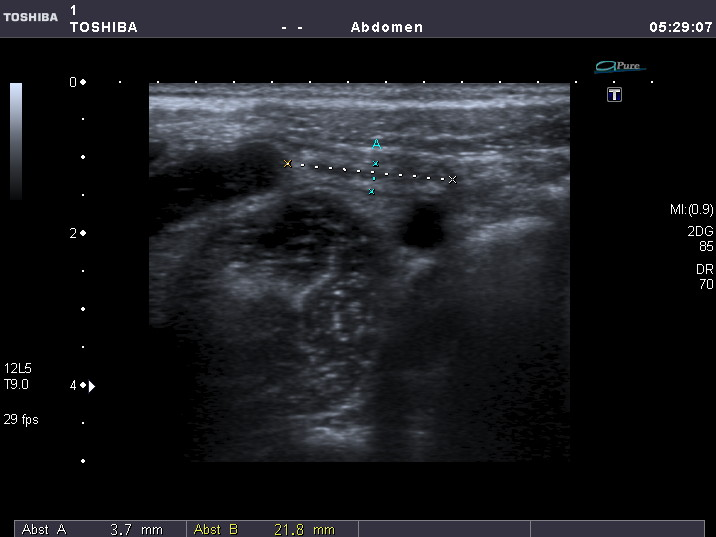 TOSHIBA
1
TOSHIBA - - Abdomen 05:29:07
0
Pure
T
A
MI:(0.9)
2
2DG
85
DR
70
12L5
T9.0
4
29 fps
Abst A 3.7 mm Abst B 21.8 mm